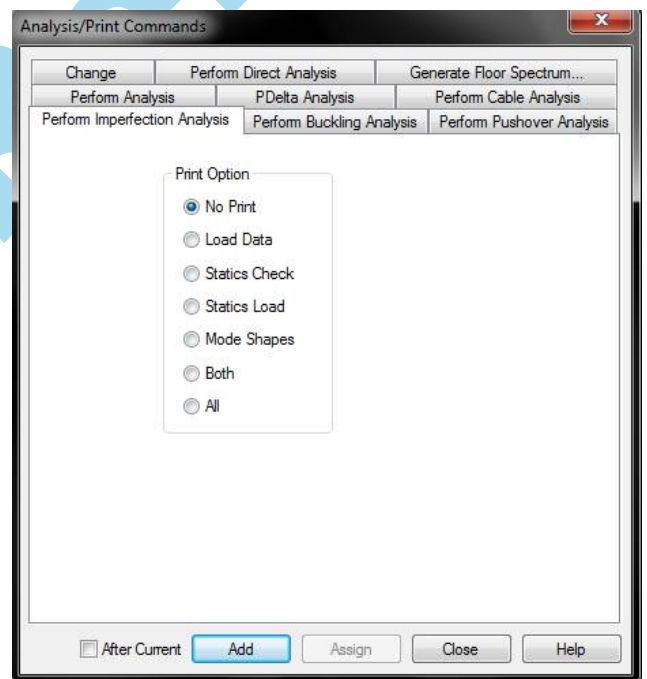 Analysis/Print Commands
Change Perform Direct Analysis Generate Floor Spectrum...
Perform Analysis PDelta Analysis Perform Cable Analysis
Perform Imperfection Analysis Perform Buckling Analysis Perform Pushover Analysis
Print Option
No Print
Load Data
Statics Check
Statics Load
Mode Shapes
Both
All
After Current Add Assign Close Help